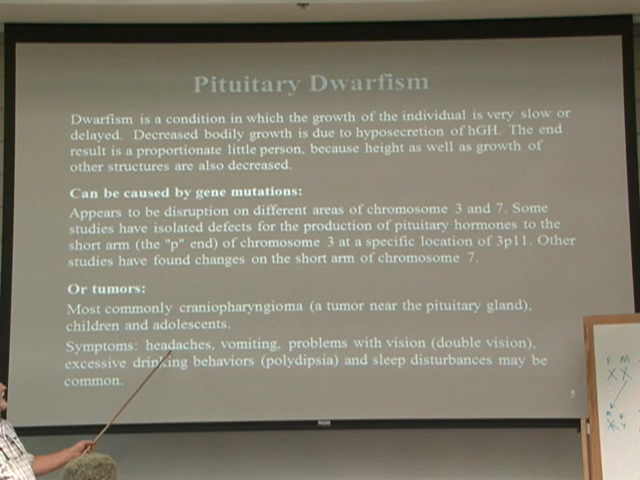 Pituitary Dwarfism
Dwarfism is a condition in which the growth of the individual is very slow or
delayed. Decreased bodily growth is due to hyposecretion of hGH. The end
result is a proportionate little person, because height as well as growth of
other structures are also decreased.
Can be caused by gene mutations:
Appears to be disruption on different areas of chromosome 3 and 7. Some
studies have isolated defects for the production of pituitary hormones to the
short arm (the "p" end) of chromosome 3 at a specific location of 3p11. Other
studies have found changes on the short arm of chromosome 7.
Or tumors:
Most commonly craniopharyngioma (a tumor near the pituitary gland),
children and adolescents.
Symptoms: headaches, vomiting, problems with vision (double vision),
excessive drinking behaviors (polydipsia) and sleep disturbances may be
common.
5
F M
X X